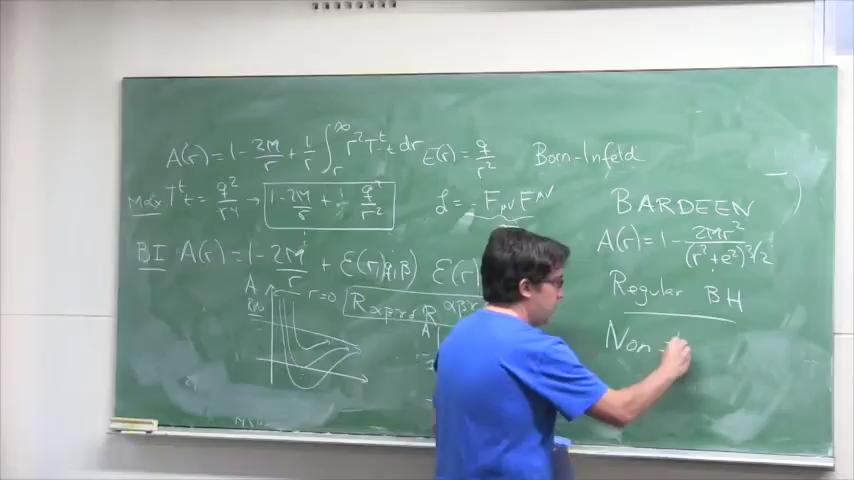 A(r) = 1 - 2M/r + 1/r ∫_r^∞ r² T^t_t dr E(r) = q/r² Born-Infeld
Max T^t_t = q²/r⁴ → 1 - 2M/r + 1/2 q²/r² ℒ = - F_μν F^μν
BARDEEN
BI A(r) = 1 - 2M/r + ℰ(r,q,β) ℰ(r
A(r) = 1 - 2Mr²/(r² + e²)^3/2
A r=0 R_αβγδ R^αβγ
Regular BH
Non-